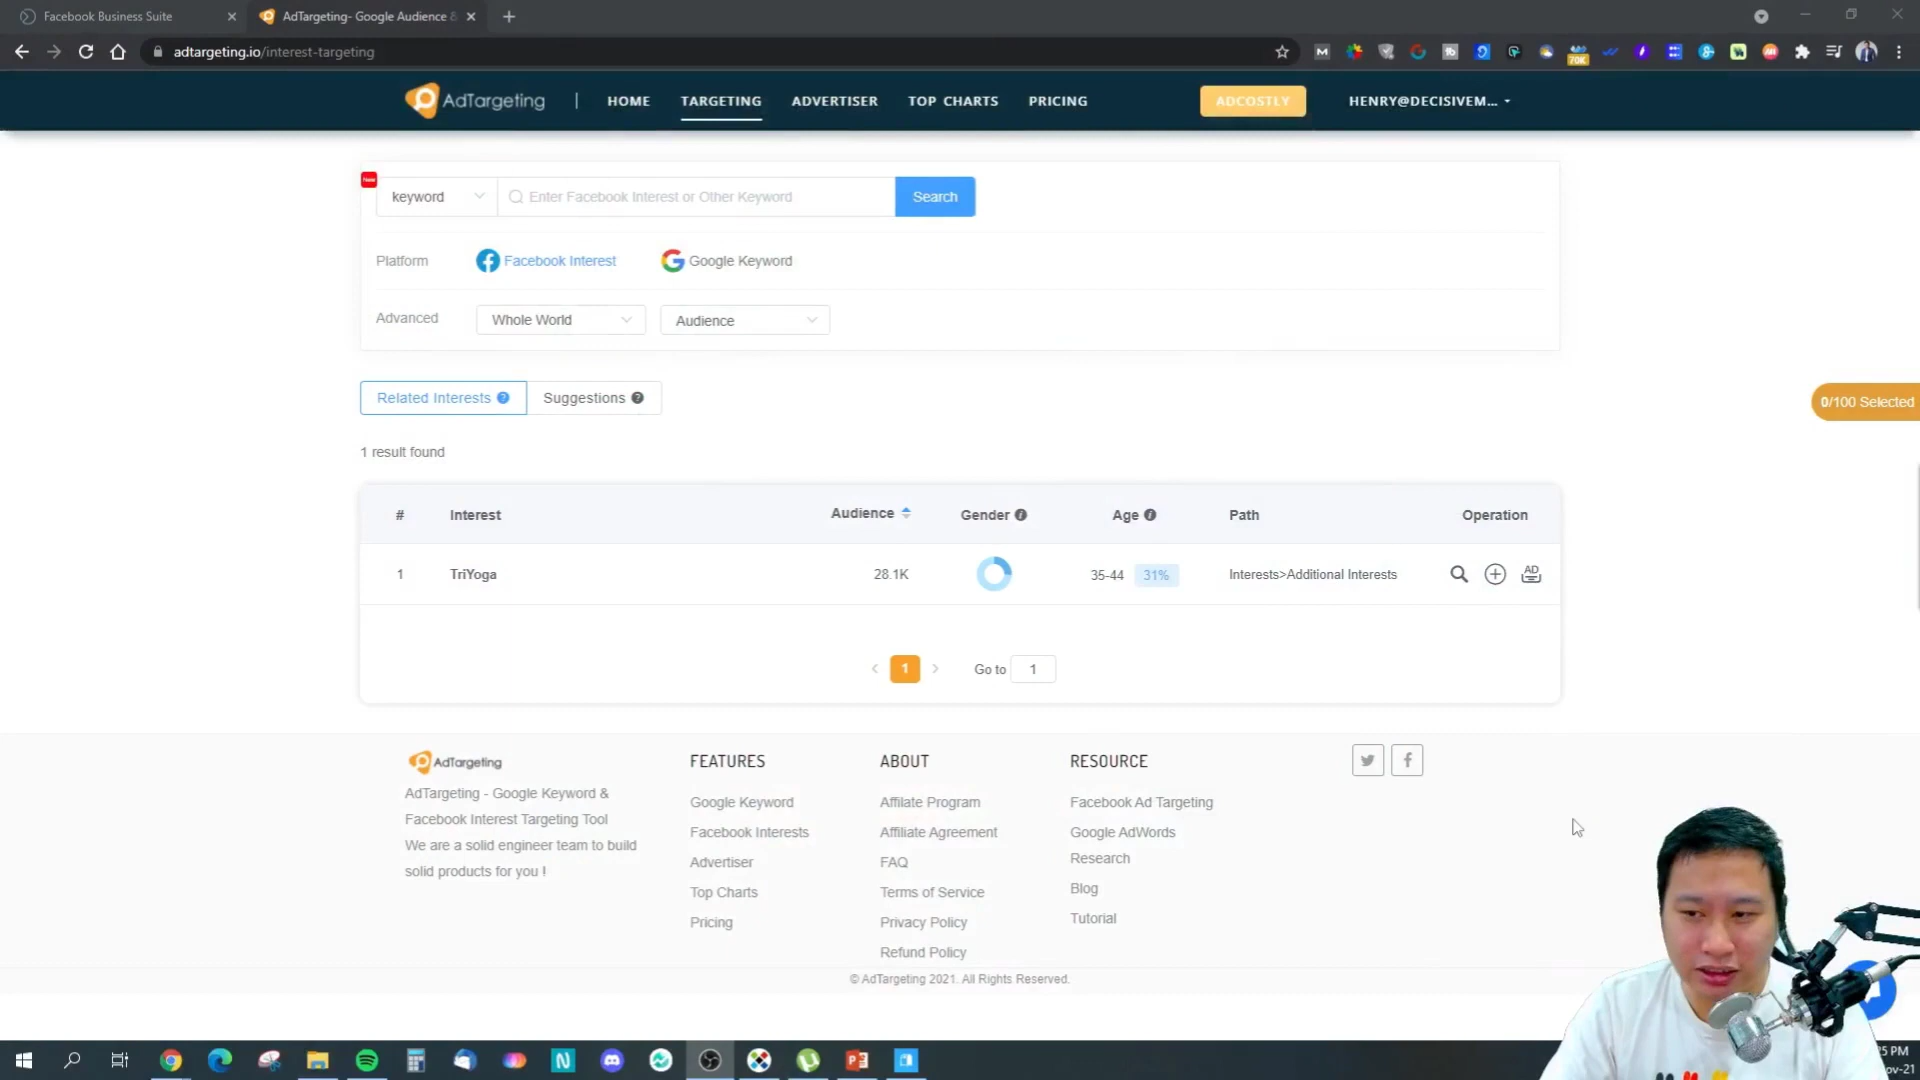 Facebook Business Suite
AdTargeting- Google Audience &
adtargeting.io/interest-targeting
70K
AdTargeting
HOME
TARGETING
ADVERTISER
TOP CHARTS
PRICING
ADCOSTLY
HENRY@DECISIVEM...
New
keyword
Enter Facebook Interest or Other Keyword
Search
Platform
Facebook Interest
Google Keyword
Advanced
Whole World
Audience
Related Interests
Suggestions
0/100 Selected
1 result found
# Interest Audience Gender Age Path Operation
1 TriYoga 28.1K 35-44 31% Interests>Additional Interests
AD
1
Go to 1
AdTargeting
AdTargeting - Google Keyword &
Facebook Interest Targeting Tool
We are a solid engineer team to build
solid products for you !
FEATURES
Google Keyword
Facebook Interests
Advertiser
Top Charts
Pricing
ABOUT
Affilate Program
Affiliate Agreement
FAQ
Terms of Service
Privacy Policy
Refund Policy
RESOURCE
Facebook Ad Targeting
Google AdWords
Research
Blog
Tutorial
© AdTargeting 2021. All Rights Reserved.